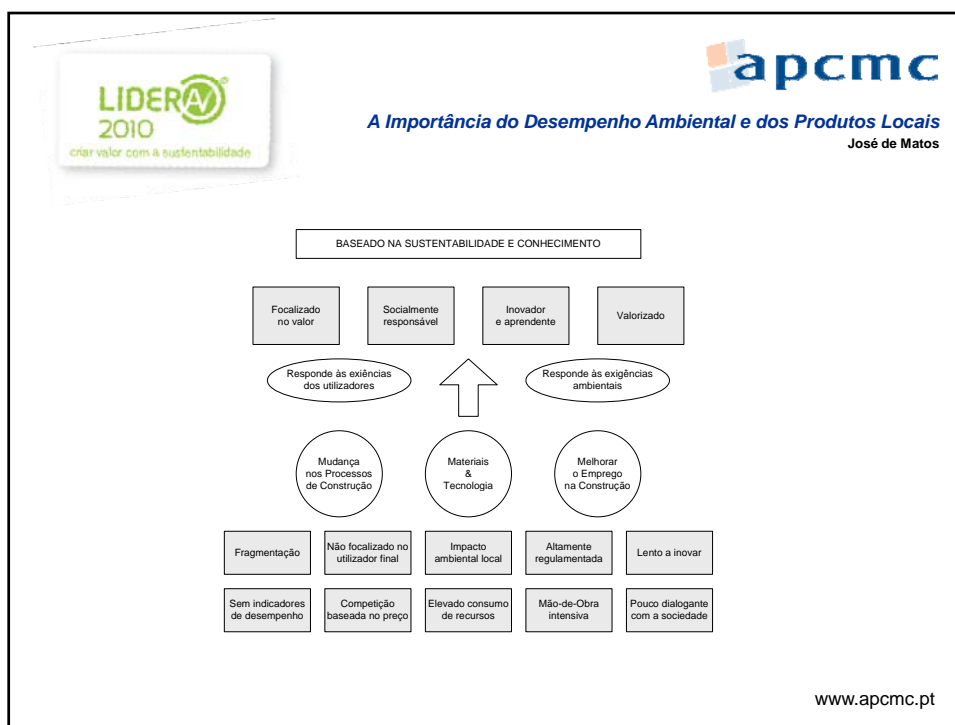 LIDERA
2010
criar valor com a sustentabilidade
apcmc
A Importância do Desempenho Ambiental e dos Produtos Locais
José de Matos
BASEADO NA SUSTENTABILIDADE E CONHECIMENTO
Focalizado
no valor
Socialmente
responsável
Inovador
e aprendente
Valorizado
Responde às exiências
dos utilizadores
Responde às exigências
ambientais
Mudança
nos Processos
de Construção
Materiais
&
Tecnologia
Melhorar
o Emprego
na Construção
Fragmentação
Não focalizado no
utilizador final
Impacto
ambiental local
Altamente
regulamentada
Lento a inovar
Sem indicadores
de desempenho
Competição
baseada no preço
Elevado consumo
de recursos
Mão-de-Obra
intensiva
Pouco dialogante
com a sociedade
www.apcmc.pt